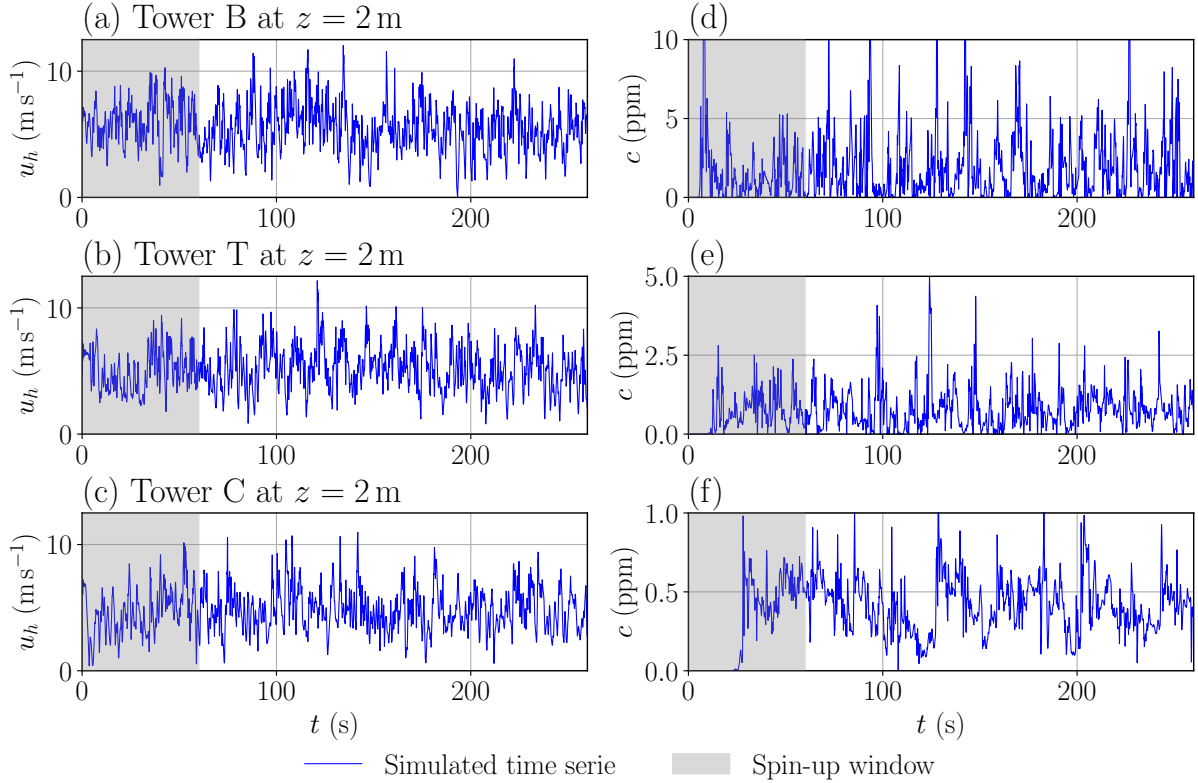 (a) Tower B at z = 2 m
(d)
u_h (m s⁻¹)
10
0
0
100
200
c (ppm)
10
5
0
0
100
200
(b) Tower T at z = 2 m
(e)
u_h (m s⁻¹)
10
0
0
100
200
c (ppm)
5.0
2.5
0.0
0
100
200
(c) Tower C at z = 2 m
(f)
u_h (m s⁻¹)
10
0
0
100
200
t (s)
c (ppm)
1.0
0.5
0.0
0
100
200
t (s)
Simulated time serie
Spin-up window